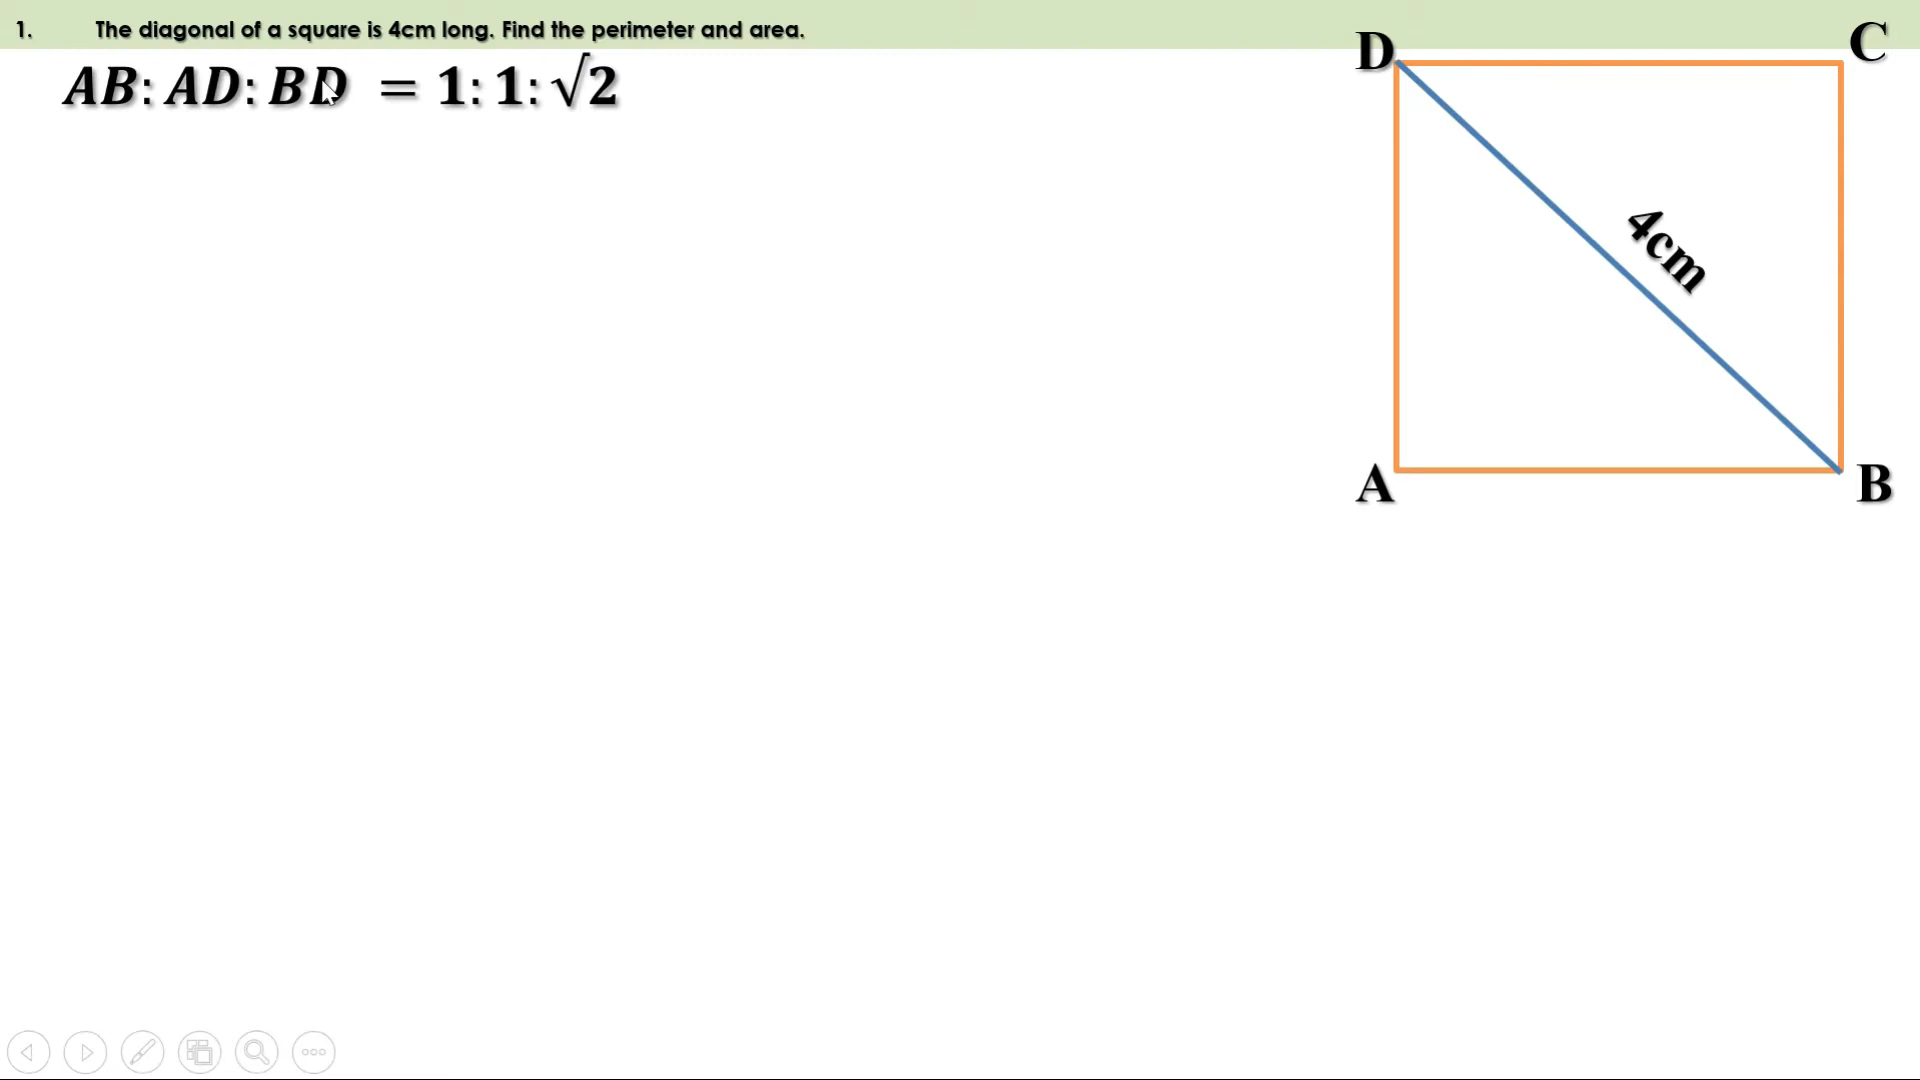 1. The diagonal of a square is 4cm long. Find the perimeter and area.
AB: AD: BD = 1: 1: √2
D
C
4cm
A
B